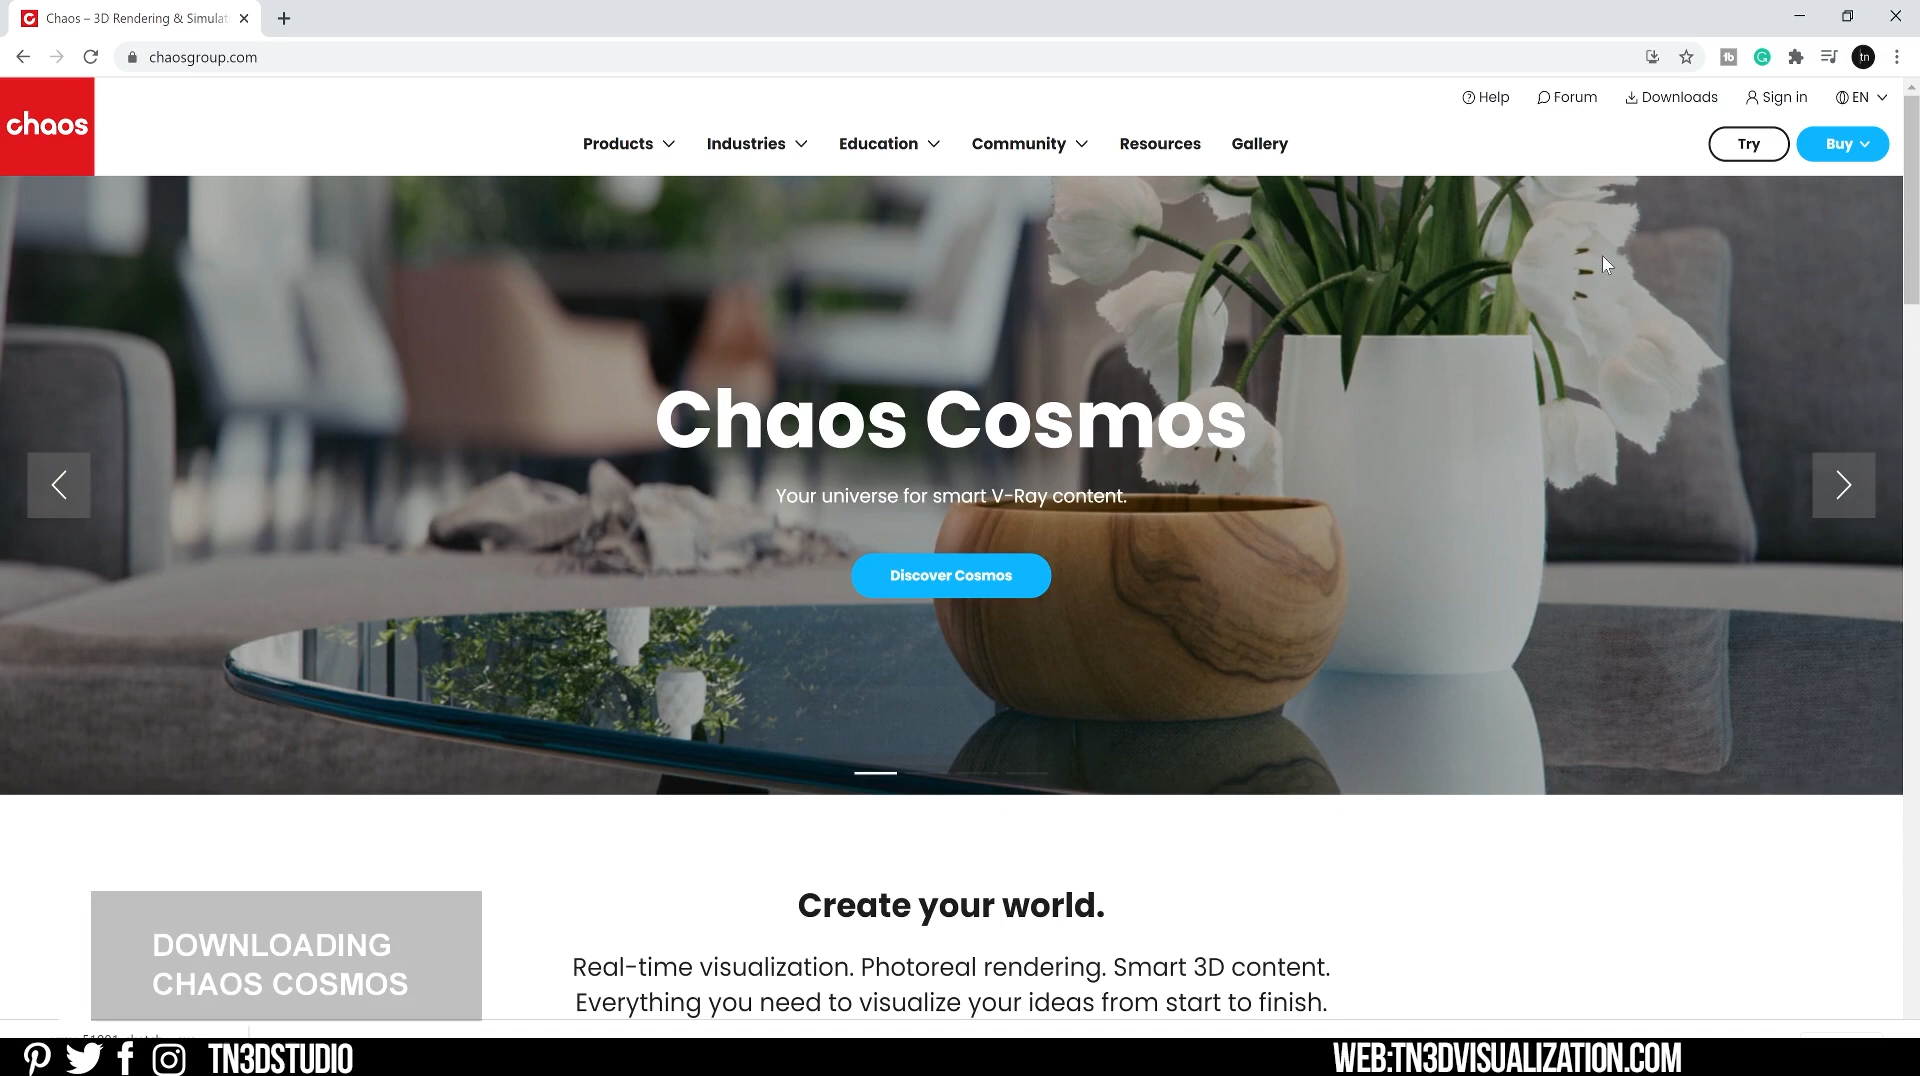 Chaos – 3D Rendering & Simulat
chaosgroup.com
tn
chaos
Help
Forum
Downloads
Sign in
EN
Products
Industries
Education
Community
Resources
Gallery
Try
Buy
Chaos Cosmos
Your universe for smart V-Ray content.
Discover Cosmos
Create your world.
Real-time visualization. Photoreal rendering. Smart 3D content.
Everything you need to visualize your ideas from start to finish.
DOWNLOADING
CHAOS COSMOS
TN3DSTUDIO
WEB:TN3DVISUALIZATION.COM